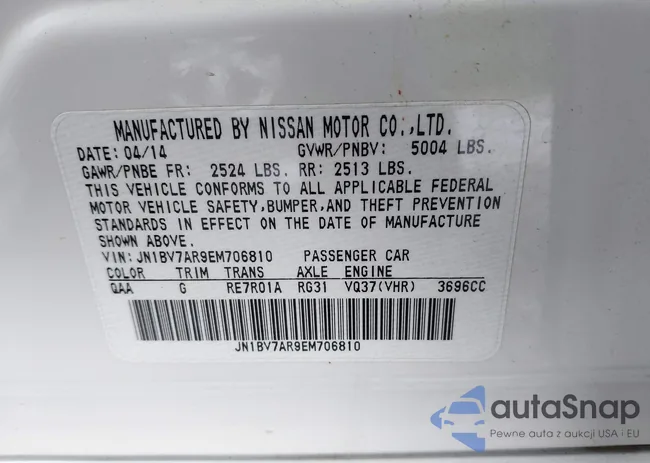 MANUFACTURED BY NISSAN MOTOR CO.,LTD.
DATE: 04/14 GVWR/PNBV: 5004 LBS.
GAWR/PNBE FR: 2524 LBS. RR: 2513 LBS.
THIS VEHICLE CONFORMS TO ALL APPLICABLE FEDERAL
MOTOR VEHICLE SAFETY,BUMPER,AND THEFT PREVENTION
STANDARDS IN EFFECT ON THE DATE OF MANUFACTURE
SHOWN ABOVE.
VIN: JN1BV7AR9EM706810 PASSENGER CAR
COLOR TRIM TRANS AXLE ENGINE
QAA G RE7R01A RG31 VQ37(VHR) 3696CC
JN1BV7AR9EM706810
autoSnap
Pewne auta z aukcji USA i EU